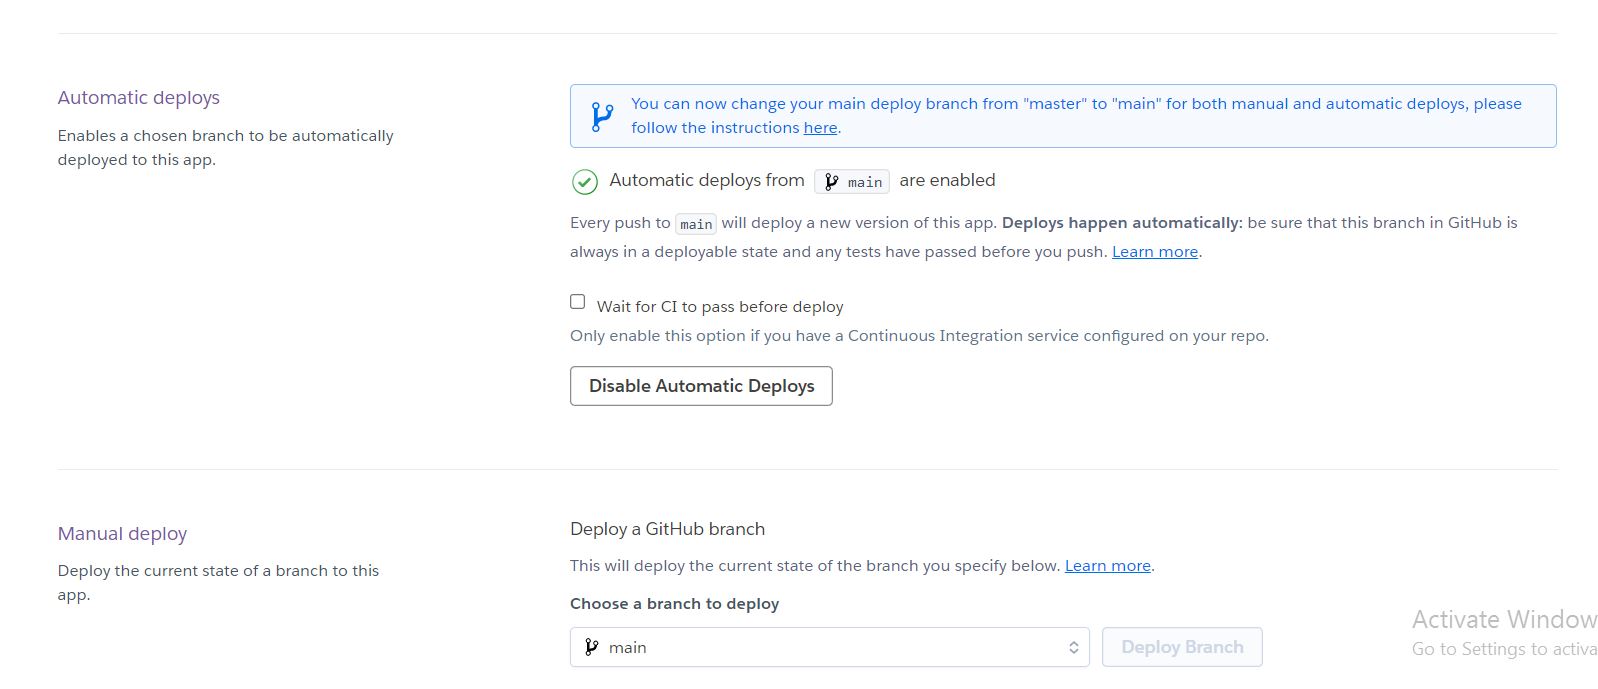 Automatic deploys
Enables a chosen branch to be automatically
deployed to this app.
You can now change your main deploy branch from "master" to "main" for both manual and automatic deploys, please
follow the instructions here.
Automatic deploys from main are enabled
Every push to main will deploy a new version of this app. Deploys happen automatically: be sure that this branch in GitHub is
always in a deployable state and any tests have passed before you push. Learn more.
Wait for CI to pass before deploy
Only enable this option if you have a Continuous Integration service configured on your repo.
Disable Automatic Deploys
Manual deploy
Deploy the current state of a branch to this
app.
Deploy a GitHub branch
This will deploy the current state of the branch you specify below. Learn more.
Choose a branch to deploy
main
Deploy Branch
Activate Window
Go to Settings to activa